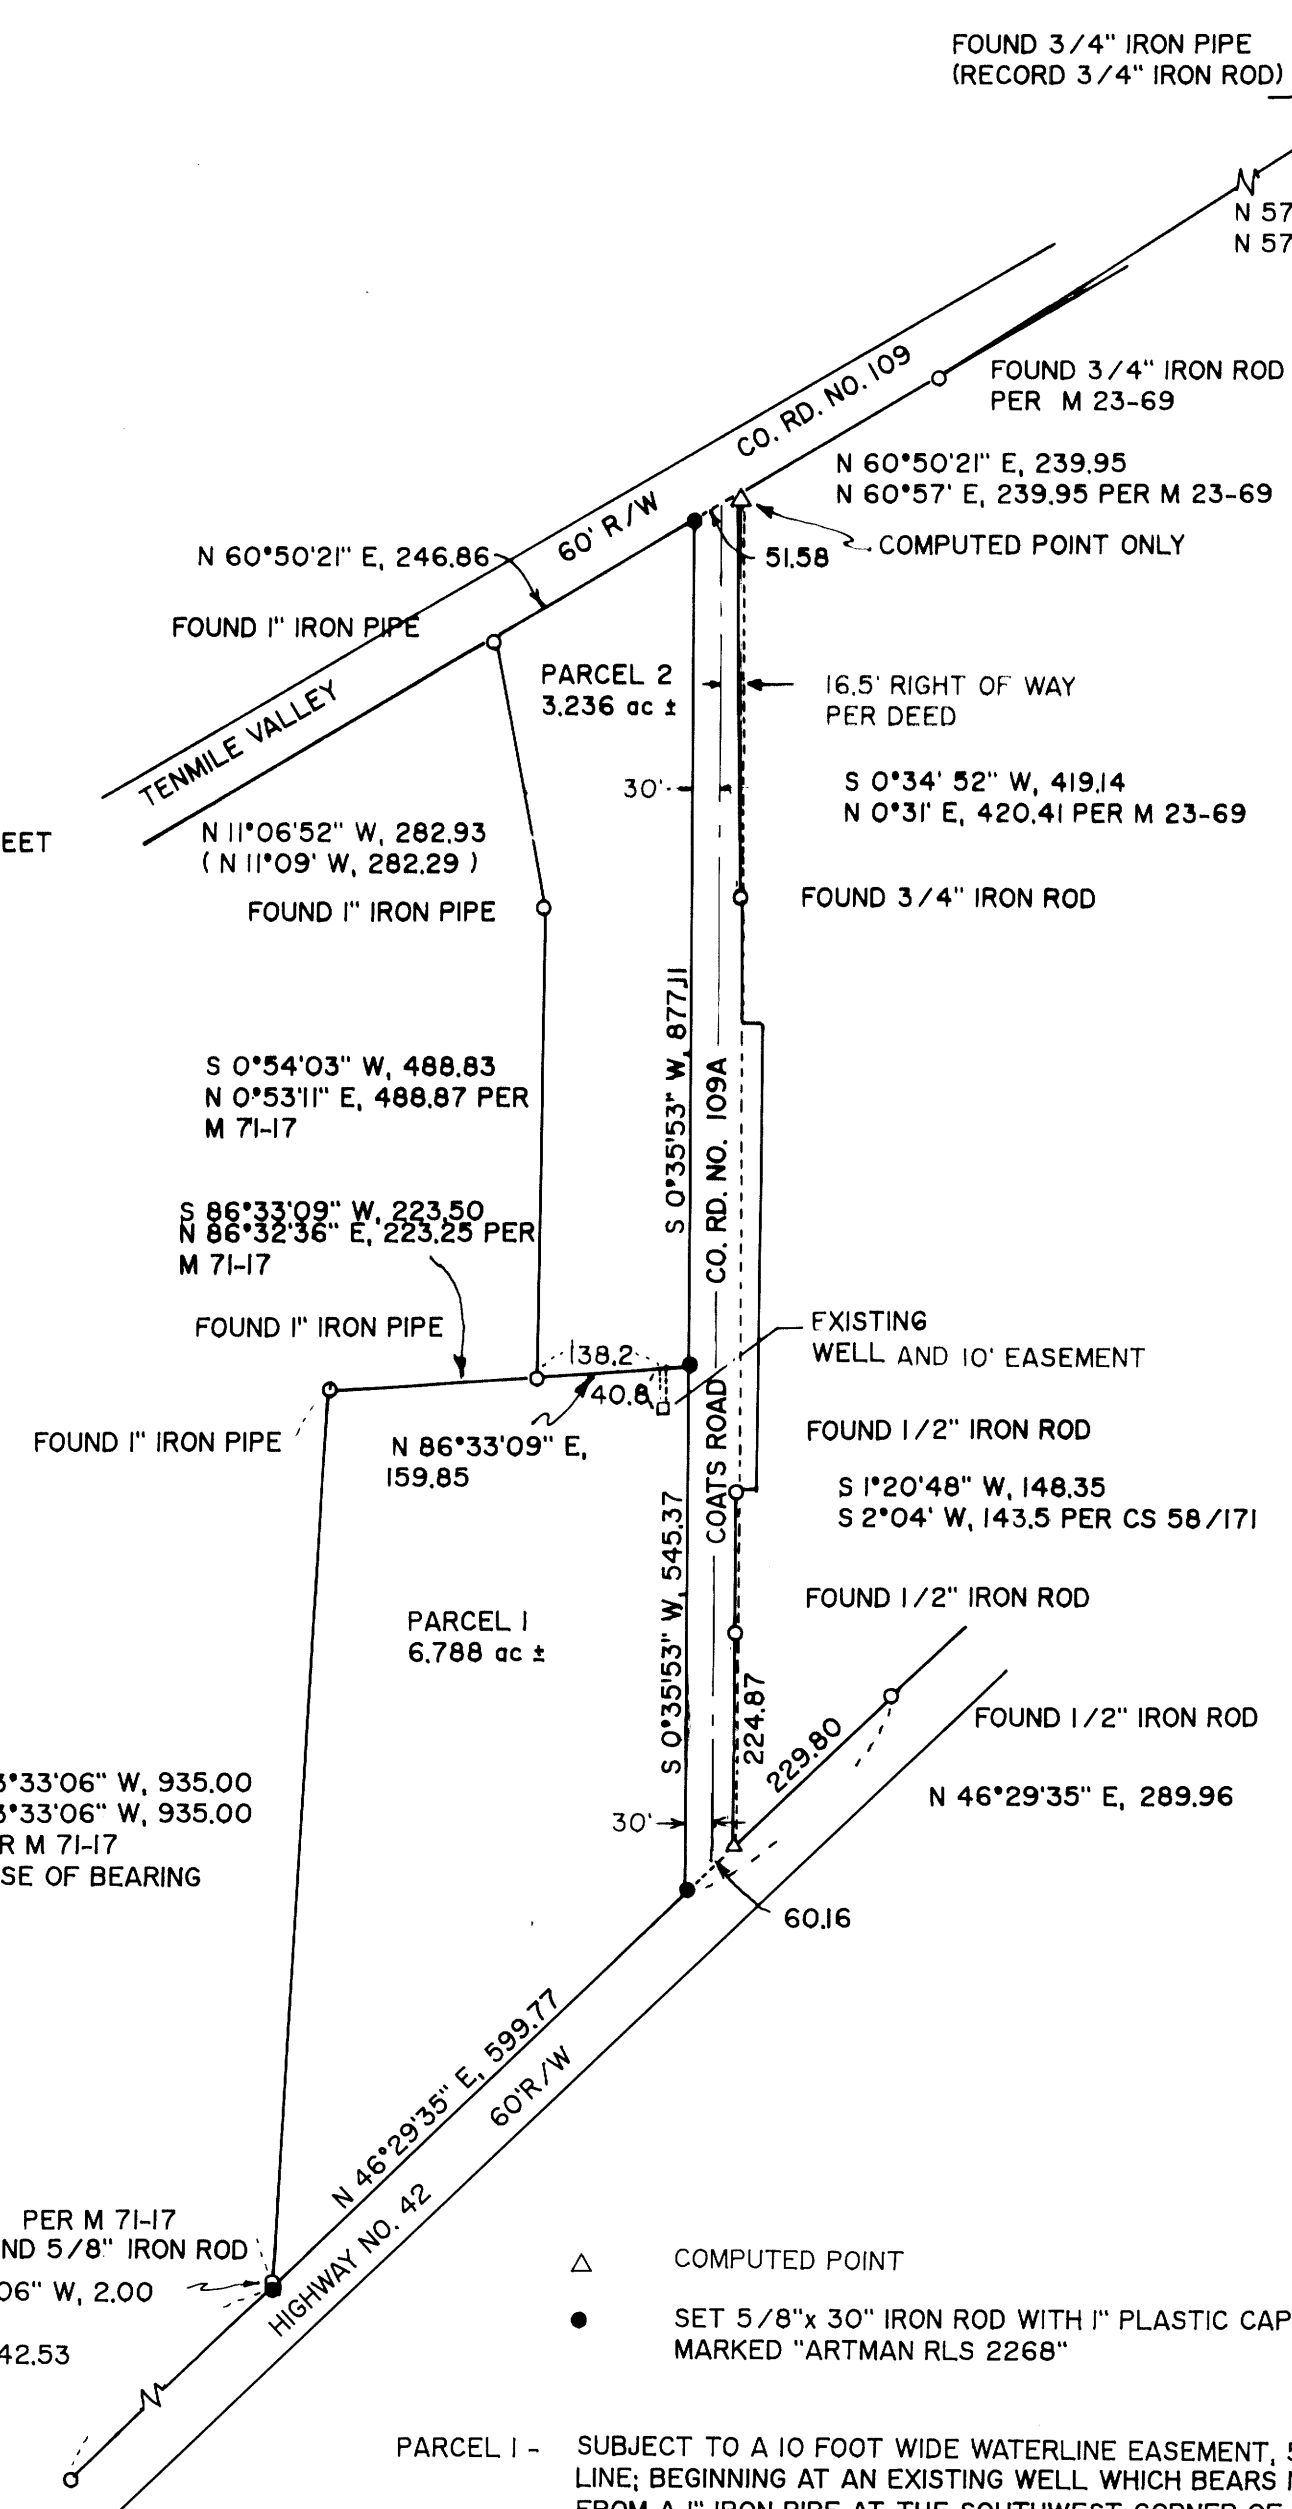 FOUND 3/4" IRON PIPE
(RECORD 3/4" IRON ROD)
N 57
N 57
CO. RD. NO. 109
FOUND 3/4" IRON ROD
PER M 23-69
N 60°50'21" E, 239.95
N 60°57' E, 239.95 PER M 23-69
60' R/W
N 60°50'21" E, 246.86
51.58
COMPUTED POINT ONLY
FOUND 1" IRON PIPE
PARCEL 2
3.236 ac ±
16.5' RIGHT OF WAY
PER DEED
TENMILE VALLEY
30'
S 0°34' 52" W, 419.14
N 0°31' E, 420.41 PER M 23-69
EET
N 11°06'52" W, 282.93
( N 11°09' W, 282.29 )
FOUND 1" IRON PIPE
FOUND 3/4" IRON ROD
S 0°35'53" W, 877.11
S 0°54'03" W, 488.83
N 0°53'11" E, 488.87 PER
M 71-17
COATS ROAD CO. RD. NO. 109A
S 86°33'09" W, 223.50
N 86°32'36" E, 223.25 PER
M 71-17
FOUND 1" IRON PIPE
EXISTING
WELL AND 10' EASEMENT
138.2
40.8
FOUND 1" IRON PIPE
N 86°33'09" E,
159.85
FOUND 1/2" IRON ROD
S 1°20'48" W, 148.35
S 2°04' W, 143.5 PER CS 58/171
S 0°35'53" W, 545.37
FOUND 1/2" IRON ROD
PARCEL 1
6.788 ac ±
224.87
229.80
FOUND 1/2" IRON ROD
3°33'06" W, 935.00
3°33'06" W, 935.00
R M 71-17
SE OF BEARING
N 46°29'35" E, 289.96
30'
60.16
N 46°29'35" E, 599.77
60'R/W
HIGHWAY NO. 42
PER M 71-17
ND 5/8" IRON ROD
06" W, 2.00
42.53
COMPUTED POINT
SET 5/8"x 30" IRON ROD WITH 1" PLASTIC CAP
MARKED "ARTMAN RLS 2268"
PARCEL 1 - SUBJECT TO A 10 FOOT WIDE WATERLINE EASEMENT, 5
LINE; BEGINNING AT AN EXISTING WELL WHICH BEARS
FROM A 1" IRON PIPE AT THE SOUTHWEST CORNER OF